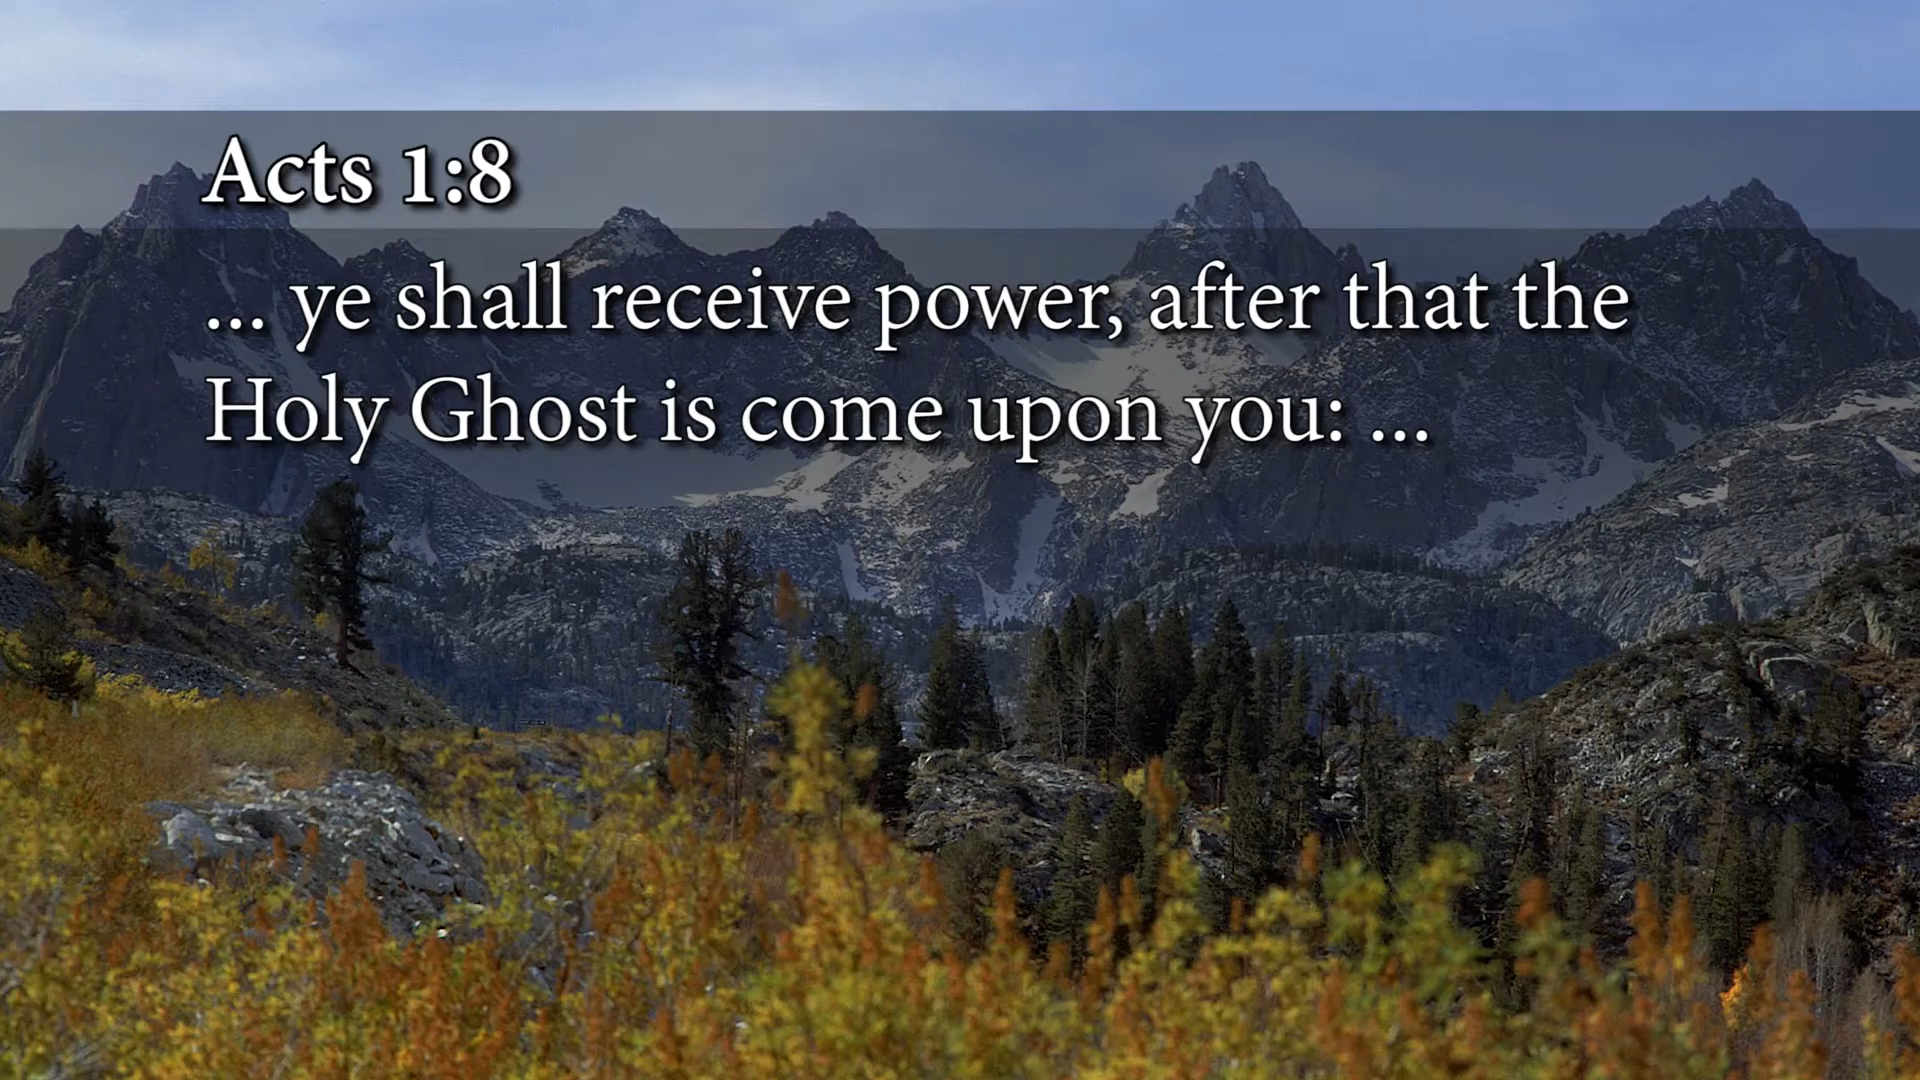 Acts 1:8
... ye shall receive power, after that the
Holy Ghost is come upon you: ...